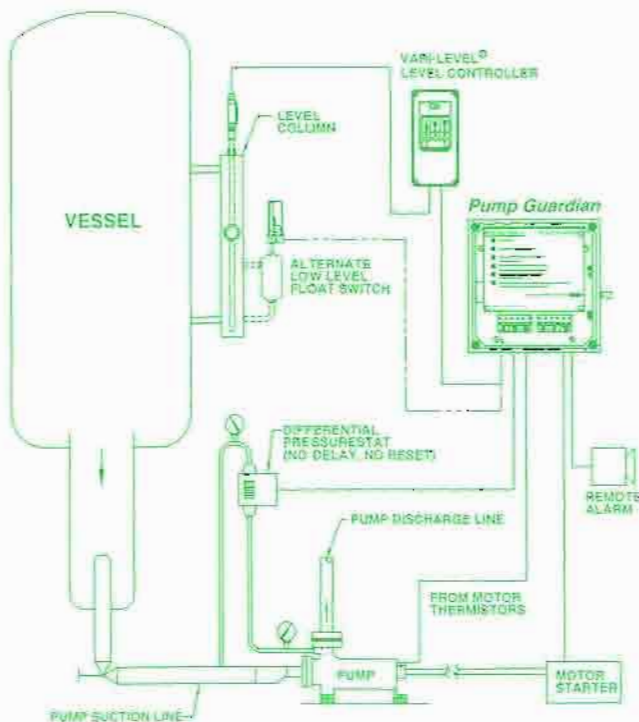 VARI-LEVEL®
LEVEL CONTROLLER
LEVEL
COLUMN
VESSEL
Pump Guardian
ALTERNATE
LOW LEVEL
FLOAT SWITCH
DIFFERENTIAL
PRESSURESTAT
(NO DELAY, NO RESET)
REMOTE
ALARM
PUMP DISCHARGE LINE
FROM MOTOR
THERMISTORS
PUMP
MOTOR
STARTER
PUMP SUCTION LINE